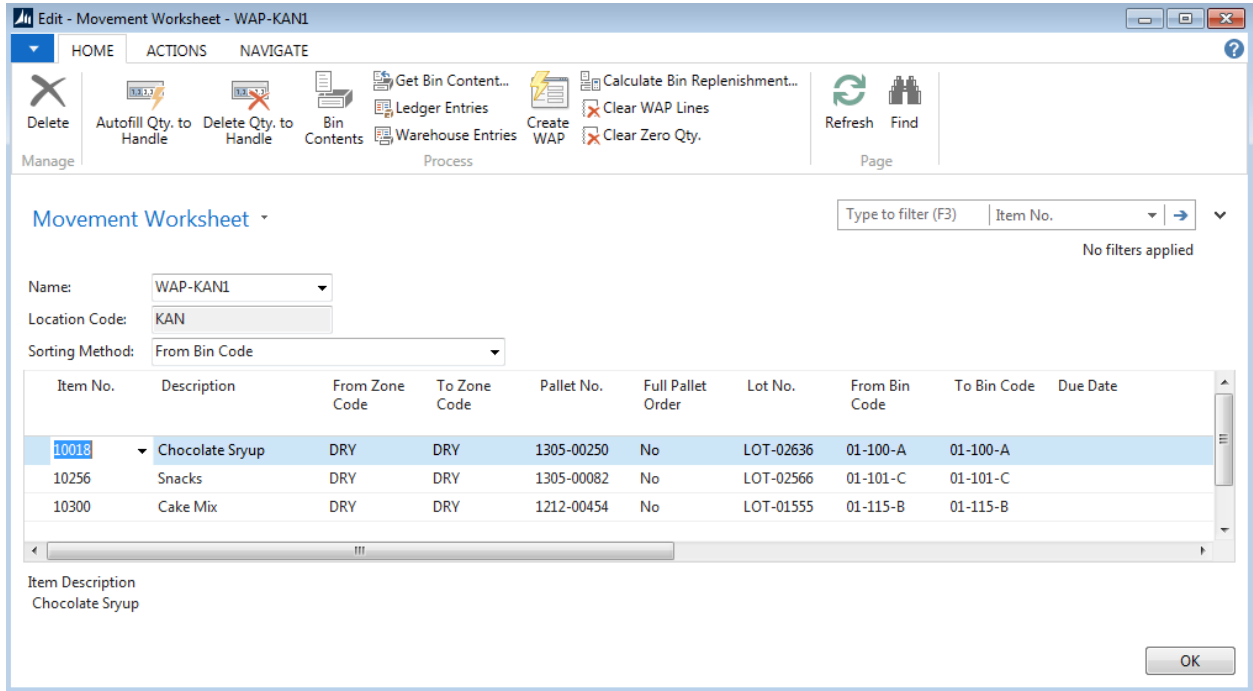 Edit - Movement Worksheet - WAP-KAN1
HOME ACTIONS NAVIGATE
Delete
Autofill Qty. to Handle
Delete Qty. to Handle
Bin Contents
Get Bin Content...
Ledger Entries
Warehouse Entries
Create WAP
Calculate Bin Replenishment...
Clear WAP Lines
Clear Zero Qty.
Refresh
Find
Manage Process Page
Movement Worksheet
Type to filter (F3) Item No.
No filters applied
Name: WAP-KAN1
Location Code: KAN
Sorting Method: From Bin Code
Item No. Description From Zone Code To Zone Code Pallet No. Full Pallet Order Lot No. From Bin Code To Bin Code Due Date
10018 Chocolate Sryup DRY DRY 1305-00250 No LOT-02636 01-100-A 01-100-A
10256 Snacks DRY DRY 1305-00082 No LOT-02566 01-101-C 01-101-C
10300 Cake Mix DRY DRY 1212-00454 No LOT-01555 01-115-B 01-115-B
Item Description
Chocolate Sryup
OK